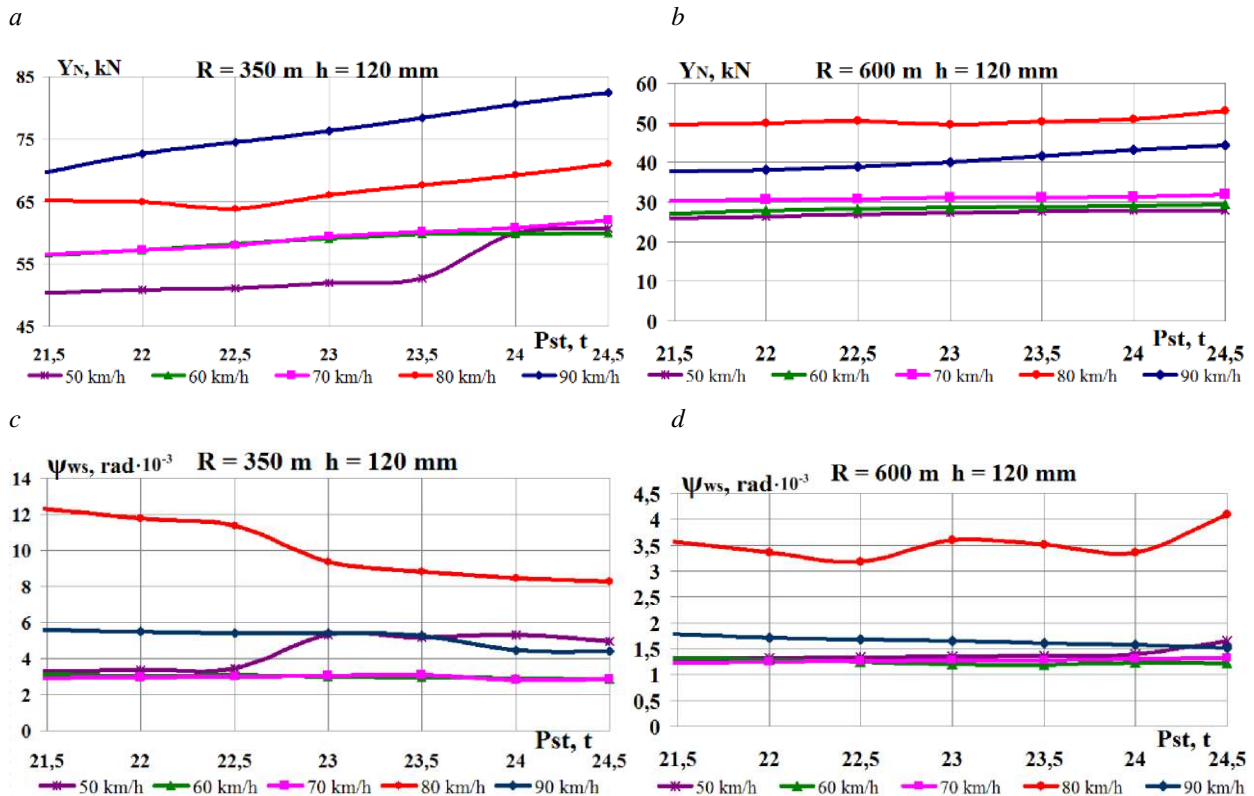 a
Y_N, kN R = 350 m h = 120 mm
85
75
65
55
45
21,5 22 22,5 23 23,5 24 24,5
Pst, t
50 km/h 60 km/h 70 km/h 80 km/h 90 km/h
b
Y_N, kN R = 600 m h = 120 mm
60
50
40
30
20
10
0
21,5 22 22,5 23 23,5 24 24,5
Pst, t
50 km/h 60 km/h 70 km/h 80 km/h 90 km/h
c
ψws, rad·10⁻³ R = 350 m h = 120 mm
14
12
10
8
6
4
2
0
21,5 22 22,5 23 23,5 24 24,5
Pst, t
50 km/h 60 km/h 70 km/h 80 km/h 90 km/h
d
ψws, rad·10⁻³ R = 600 m h = 120 mm
4,5
4
3,5
3
2,5
2
1,5
1
0,5
0
21,5 22 22,5 23 23,5 24 24,5
Pst, t
50 km/h 60 km/h 70 km/h 80 km/h 90 km/h